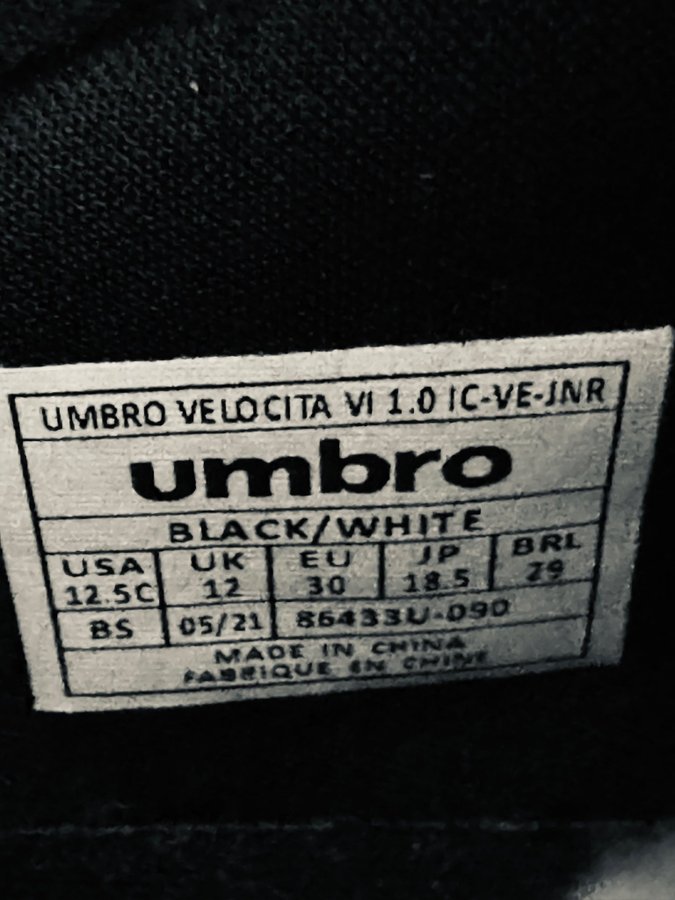 UMBRO VELOCITA VI 1.0 IC-VE-JNR
umbro
BLACK/WHITE
USA UK EU JP BRL
12.5C 12 30 18.5 29
BS 05/21 86433U-090
MADE IN CHINA
FABRIQUE EN CHINE